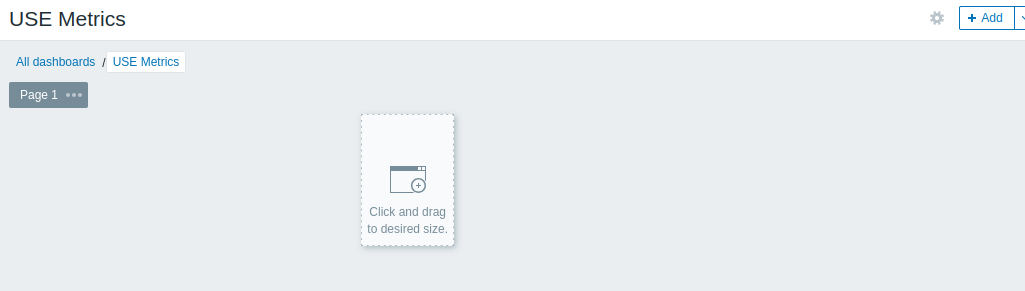 USE Metrics
Add
All dashboards / USE Metrics
Page 1
Click and drag
to desired size.